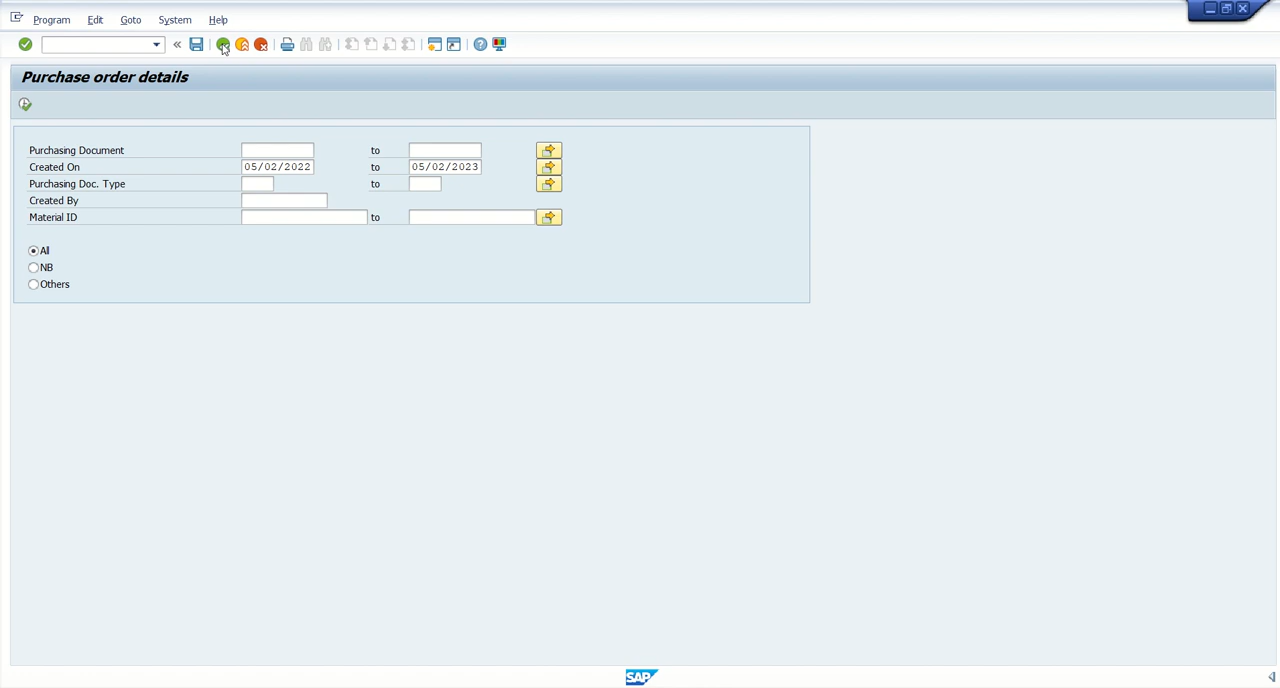 Program Edit Goto System Help
Purchase order details
Purchasing Document to
Created On 05/02/2022 to 05/02/2023
Purchasing Doc. Type to
Created By
Material ID to
All
NB
Others
SAP